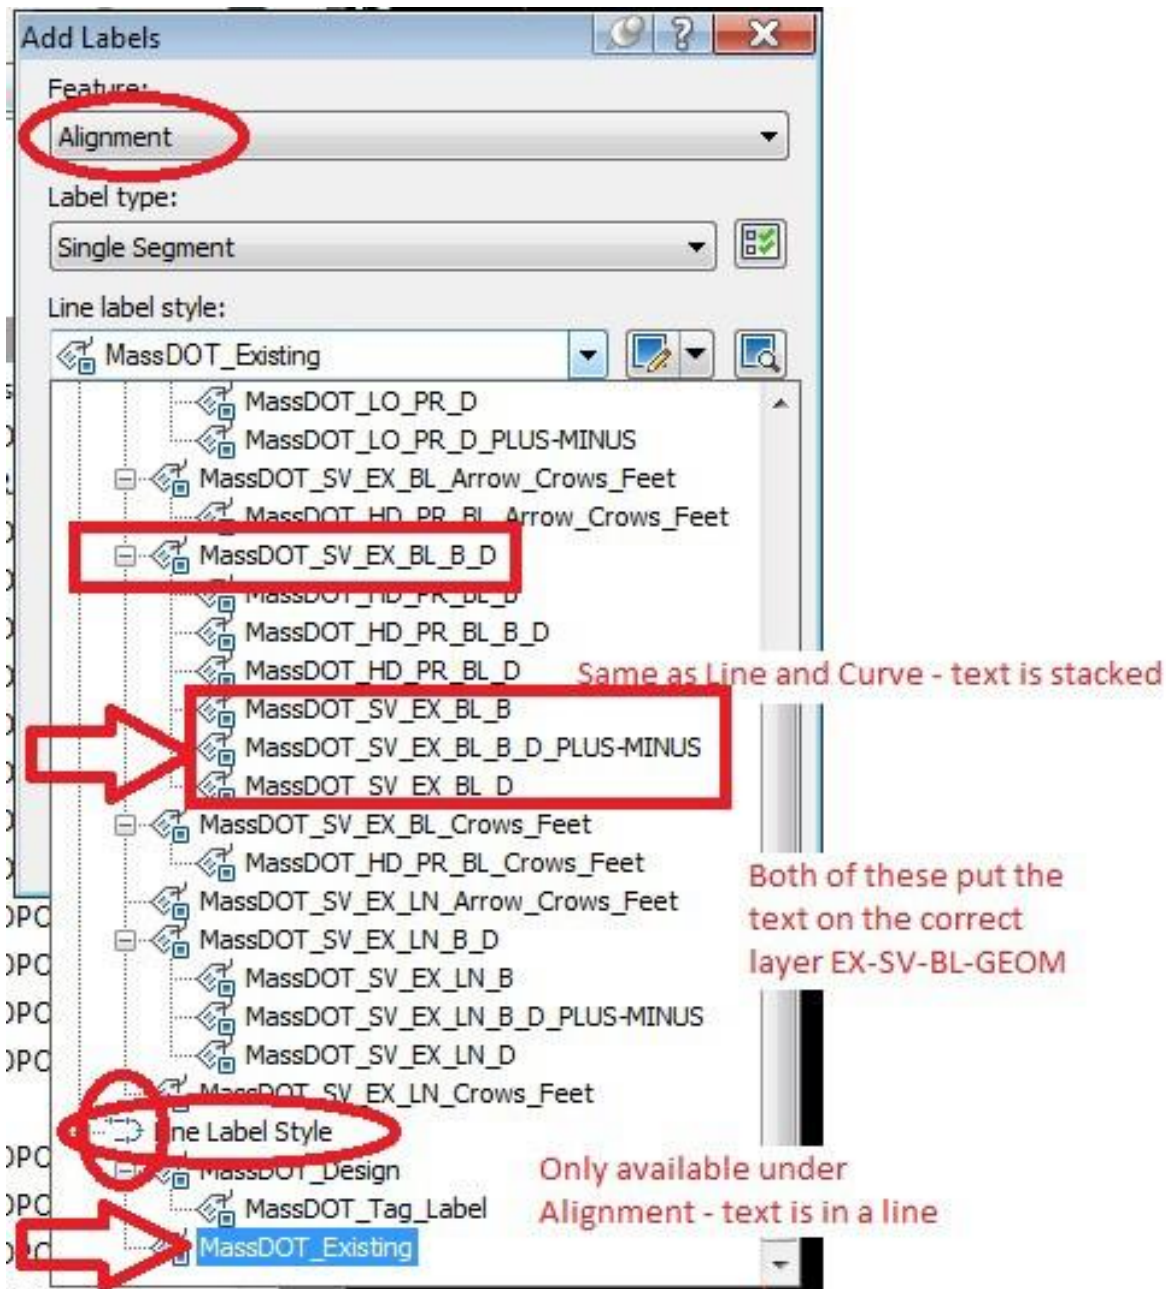 Add Labels
Feature:
Alignment
Label type:
Single Segment
Line label style:
MassDOT_Existing
MassDOT_LO_PR_D
MassDOT_LO_PR_D_PLUS-MINUS
MassDOT_SV_EX_BL_Arrow_Crows_Feet
MassDOT_HD_PR_BL_Arrow_Crows_Feet
MassDOT_SV_EX_BL_B_D
MassDOT_HD_PR_BL_B
MassDOT_HD_PR_BL_B_D
MassDOT_HD_PR_BL_D
Same as Line and Curve - text is stacked
MassDOT_SV_EX_BL_B
MassDOT_SV_EX_BL_B_D_PLUS-MINUS
MassDOT_SV_EX_BL_D
MassDOT_SV_EX_BL_Crows_Feet
MassDOT_HD_PR_BL_Crows_Feet
Both of these put the
text on the correct
layer EX-SV-BL-GEOM
MassDOT_SV_EX_LN_Arrow_Crows_Feet
MassDOT_SV_EX_LN_B_D
MassDOT_SV_EX_LN_B
MassDOT_SV_EX_LN_B_D_PLUS-MINUS
MassDOT_SV_EX_LN_D
MassDOT_SV_EX_LN_Crows_Feet
Line Label Style
MassDOT_Design
MassDOT_Tag_Label
Only available under
Alignment - text is in a line
MassDOT_Existing